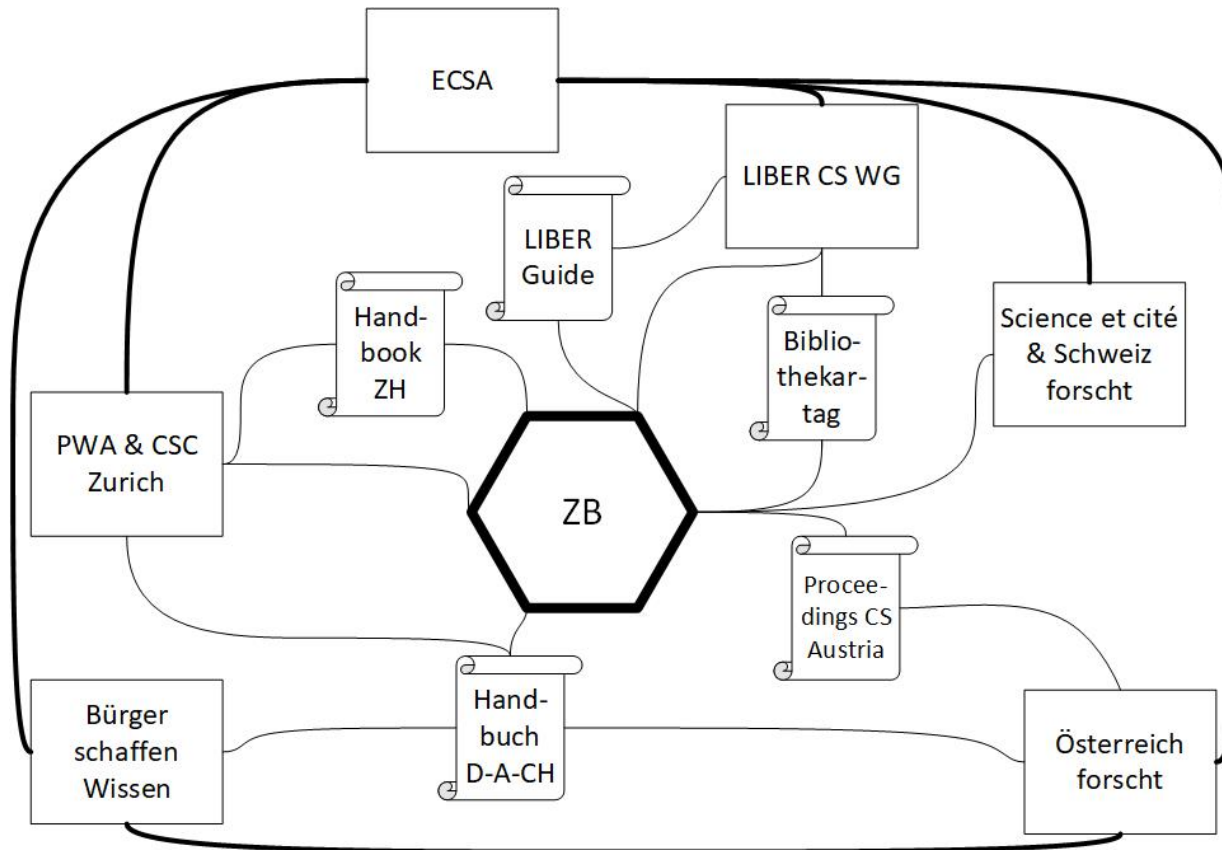 ECSA
LIBER CS WG
LIBER
Guide
Hand-
book
ZH
Biblio-
thekar-
tag
Science et cité
& Schweiz
forscht
PWA & CSC
Zurich
ZB
Procee-
dings CS
Austria
Bürger
schaffen
Wissen
Hand-
buch
D-A-CH
Österreich
forscht